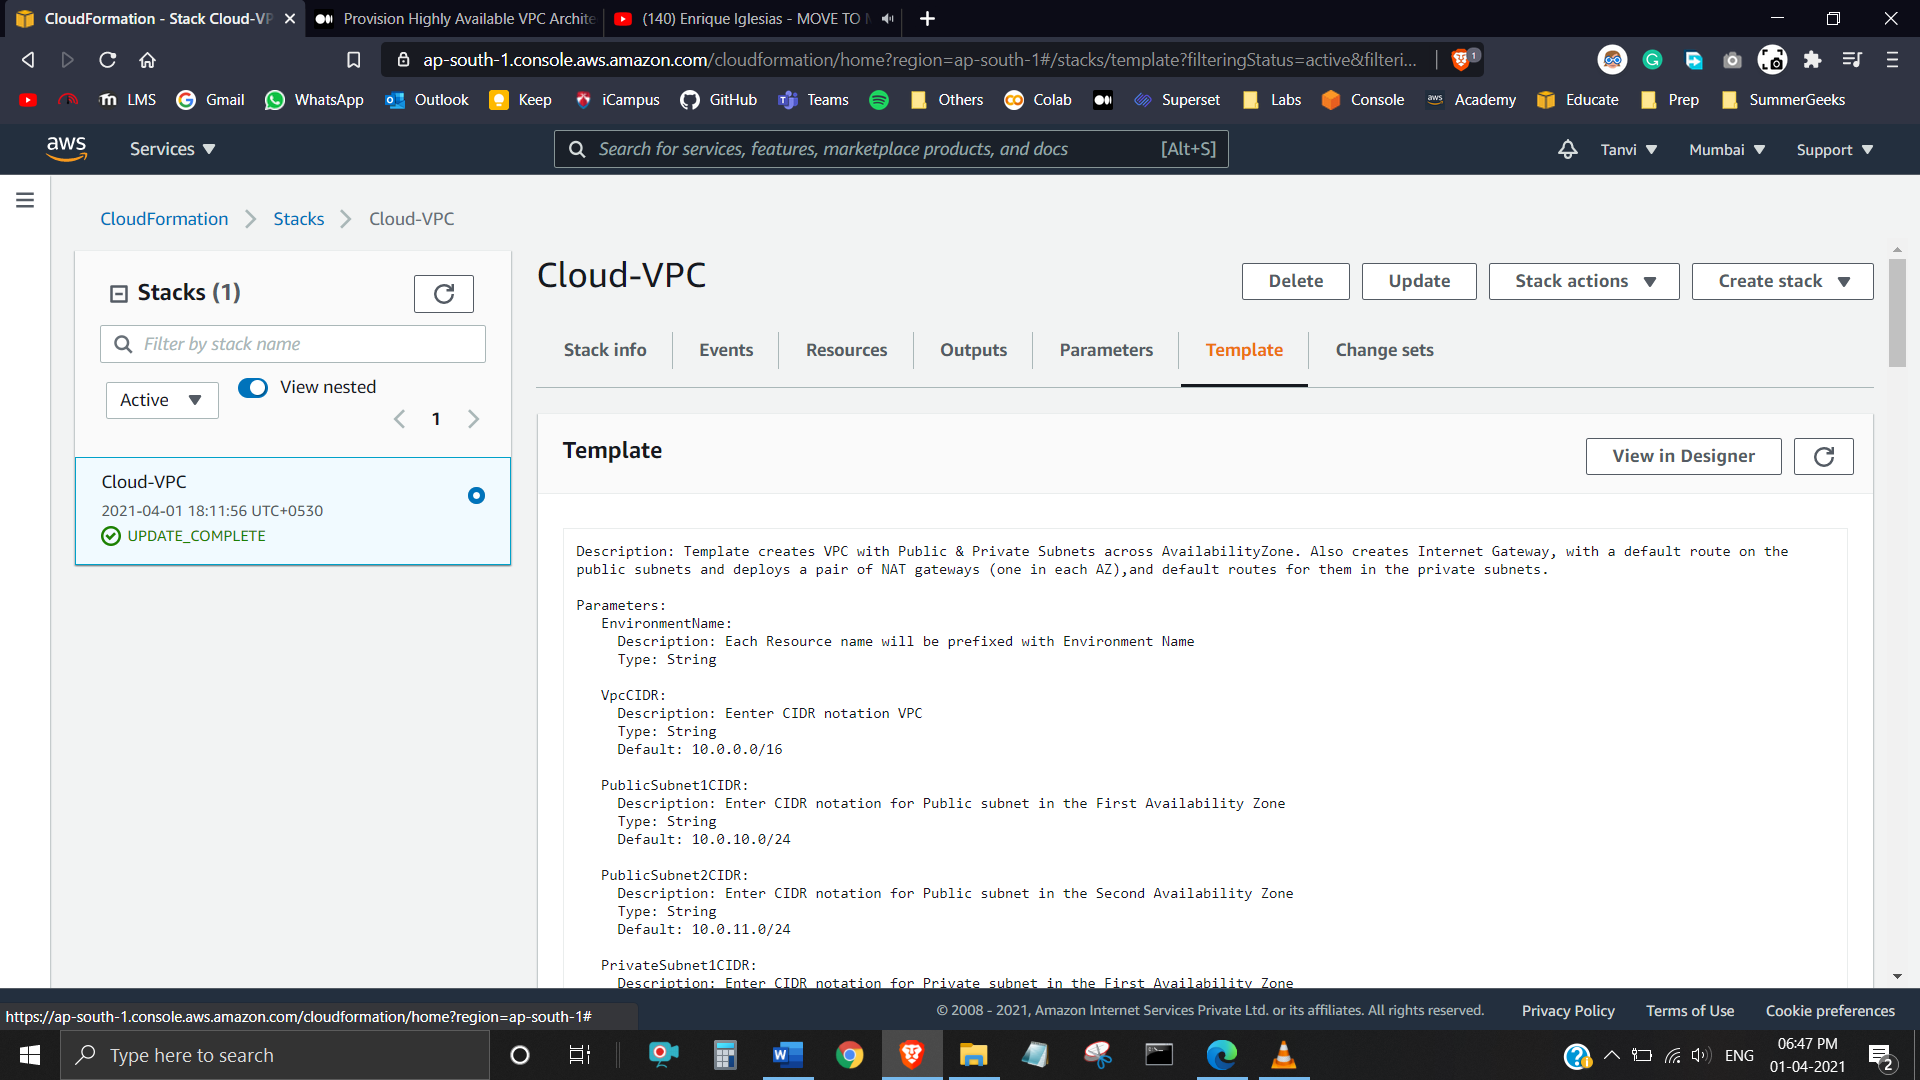 CloudFormation - Stack Cloud-VP
Provision Highly Available VPC Archite
(140) Enrique Iglesias - MOVE TO
ap-south-1.console.aws.amazon.com/cloudformation/home?region=ap-south-1#/stacks/template?filteringStatus=active&filteri...
1
LMS
Gmail
WhatsApp
Outlook
Keep
iCampus
GitHub
Teams
Others
Colab
Superset
Labs
Console
aws
Academy
Educate
Prep
SummerGeeks
aws
Services
Search for services, features, marketplace products, and docs
[Alt+S]
Tanvi
Mumbai
Support
CloudFormation
Stacks
Cloud-VPC
Stacks (1)
Filter by stack name
Active
View nested
1
Cloud-VPC
2021-04-01 18:11:56 UTC+0530
UPDATE_COMPLETE
Cloud-VPC
Delete
Update
Stack actions
Create stack
Stack info
Events
Resources
Outputs
Parameters
Template
Change sets
Template
View in Designer
Description: Template creates VPC with Public & Private Subnets across AvailabilityZone. Also creates Internet Gateway, with a default route on the
public subnets and deploys a pair of NAT gateways (one in each AZ),and default routes for them in the private subnets.
Parameters:
EnvironmentName:
Description: Each Resource name will be prefixed with Environment Name
Type: String
VpcCIDR:
Description: Eenter CIDR notation VPC
Type: String
Default: 10.0.0.0/16
PublicSubnet1CIDR:
Description: Enter CIDR notation for Public subnet in the First Availability Zone
Type: String
Default: 10.0.10.0/24
PublicSubnet2CIDR:
Description: Enter CIDR notation for Public subnet in the Second Availability Zone
Type: String
Default: 10.0.11.0/24
PrivateSubnet1CIDR:
Description: Enter CIDR notation for Private subnet in the First Availability Zone
https://ap-south-1.console.aws.amazon.com/cloudformation/home?region=ap-south-1#
© 2008 - 2021, Amazon Internet Services Private Ltd. or its affiliates. All rights reserved.
Privacy Policy
Terms of Use
Cookie preferences
Type here to search
ENG
06:47 PM
01-04-2021
2